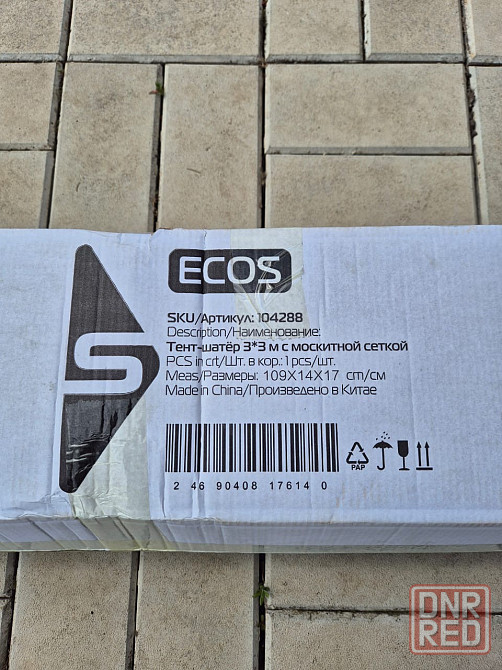 ECOS
SKU/Артикул: 104288
Description/Наименование:
Тент-шатёр 3*3 м с москитной сеткой
PCS in crt/Шт. в кор.: 1 pcs/шт.
Meas/Размеры: 109X14X17 cm/см
Made in China/Произведено в Китае
S
PAP
2 46 90408 17614 0
DNR
RED